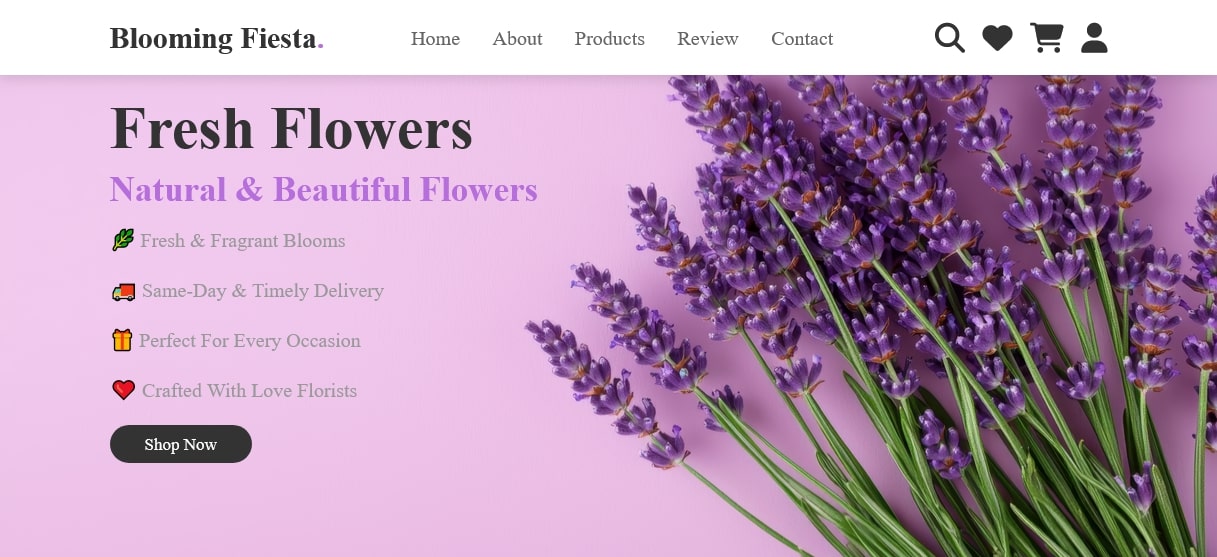 Blooming Fiesta.
Home About Products Review Contact
Fresh Flowers
Natural & Beautiful Flowers
Fresh & Fragrant Blooms
Same-Day & Timely Delivery
Perfect For Every Occasion
Crafted With Love Florists
Shop Now